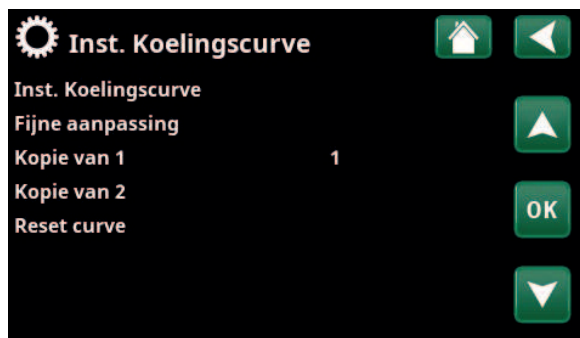 Inst. Koelingscurve
Inst. Koelingscurve
Fijne aanpassing
Kopie van 1 1
Kopie van 2
OK
Reset curve